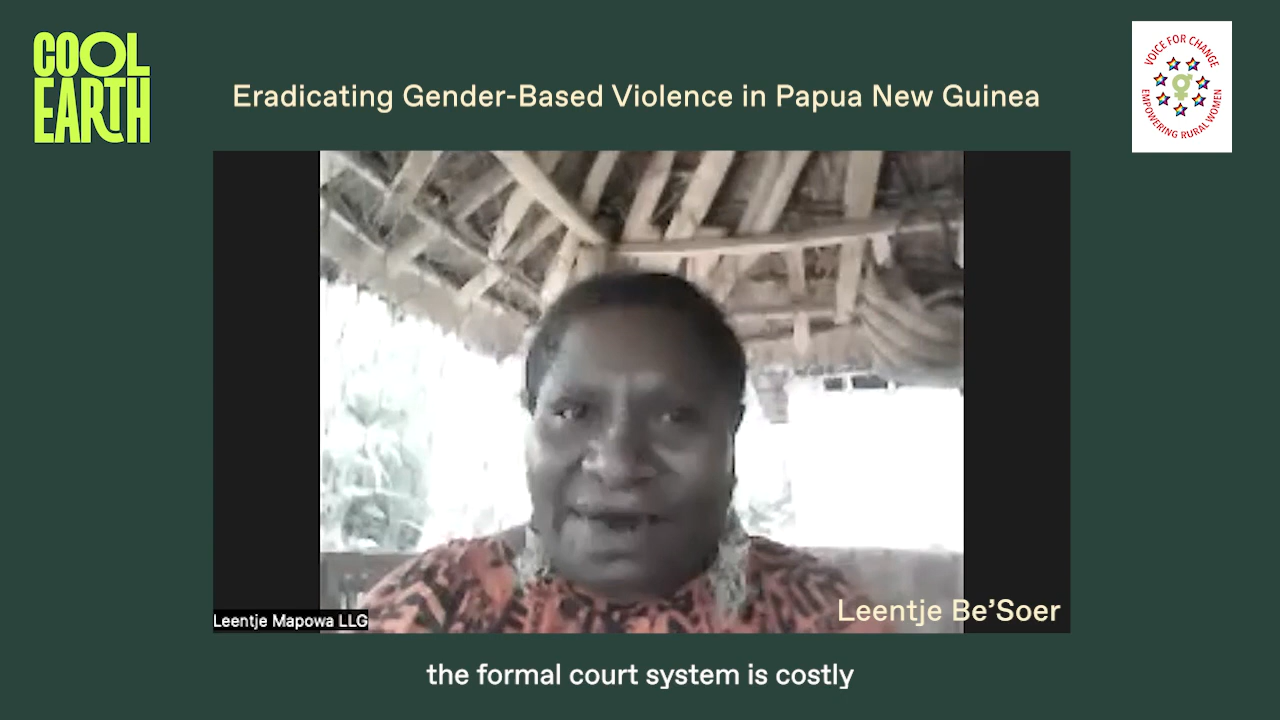 COOL
EARTH
Eradicating Gender-Based Violence in Papua New Guinea
VOICE FOR CHANGE
EMPOWERING RURAL WOMEN
Leentje Mapowa LLG
Leentje Be’Soer
the formal court system is costly